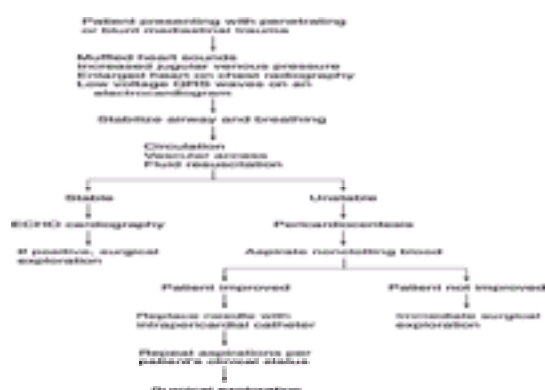 Patient presenting with penetrating
or blunt mediastinal trauma
Muffled heart sounds
Increased jugular venous pressure
Enlarged heart on chest radiography
Low voltage QRS waves on an
electrocardiogram
Stabilize airway and breathing
Circulation
Vascular access
Fluid resuscitation
Stable
Unstable
ECHO cardiography
Pericardiocentesis
If positive, surgical
exploration
Aspirate nonclotting blood
Patient improved
Patient not improved
Replace needle with
intrapericardial catheter
Immediate surgical
exploration
Repeat aspirations per
patient's clinical status
Surgical exploration